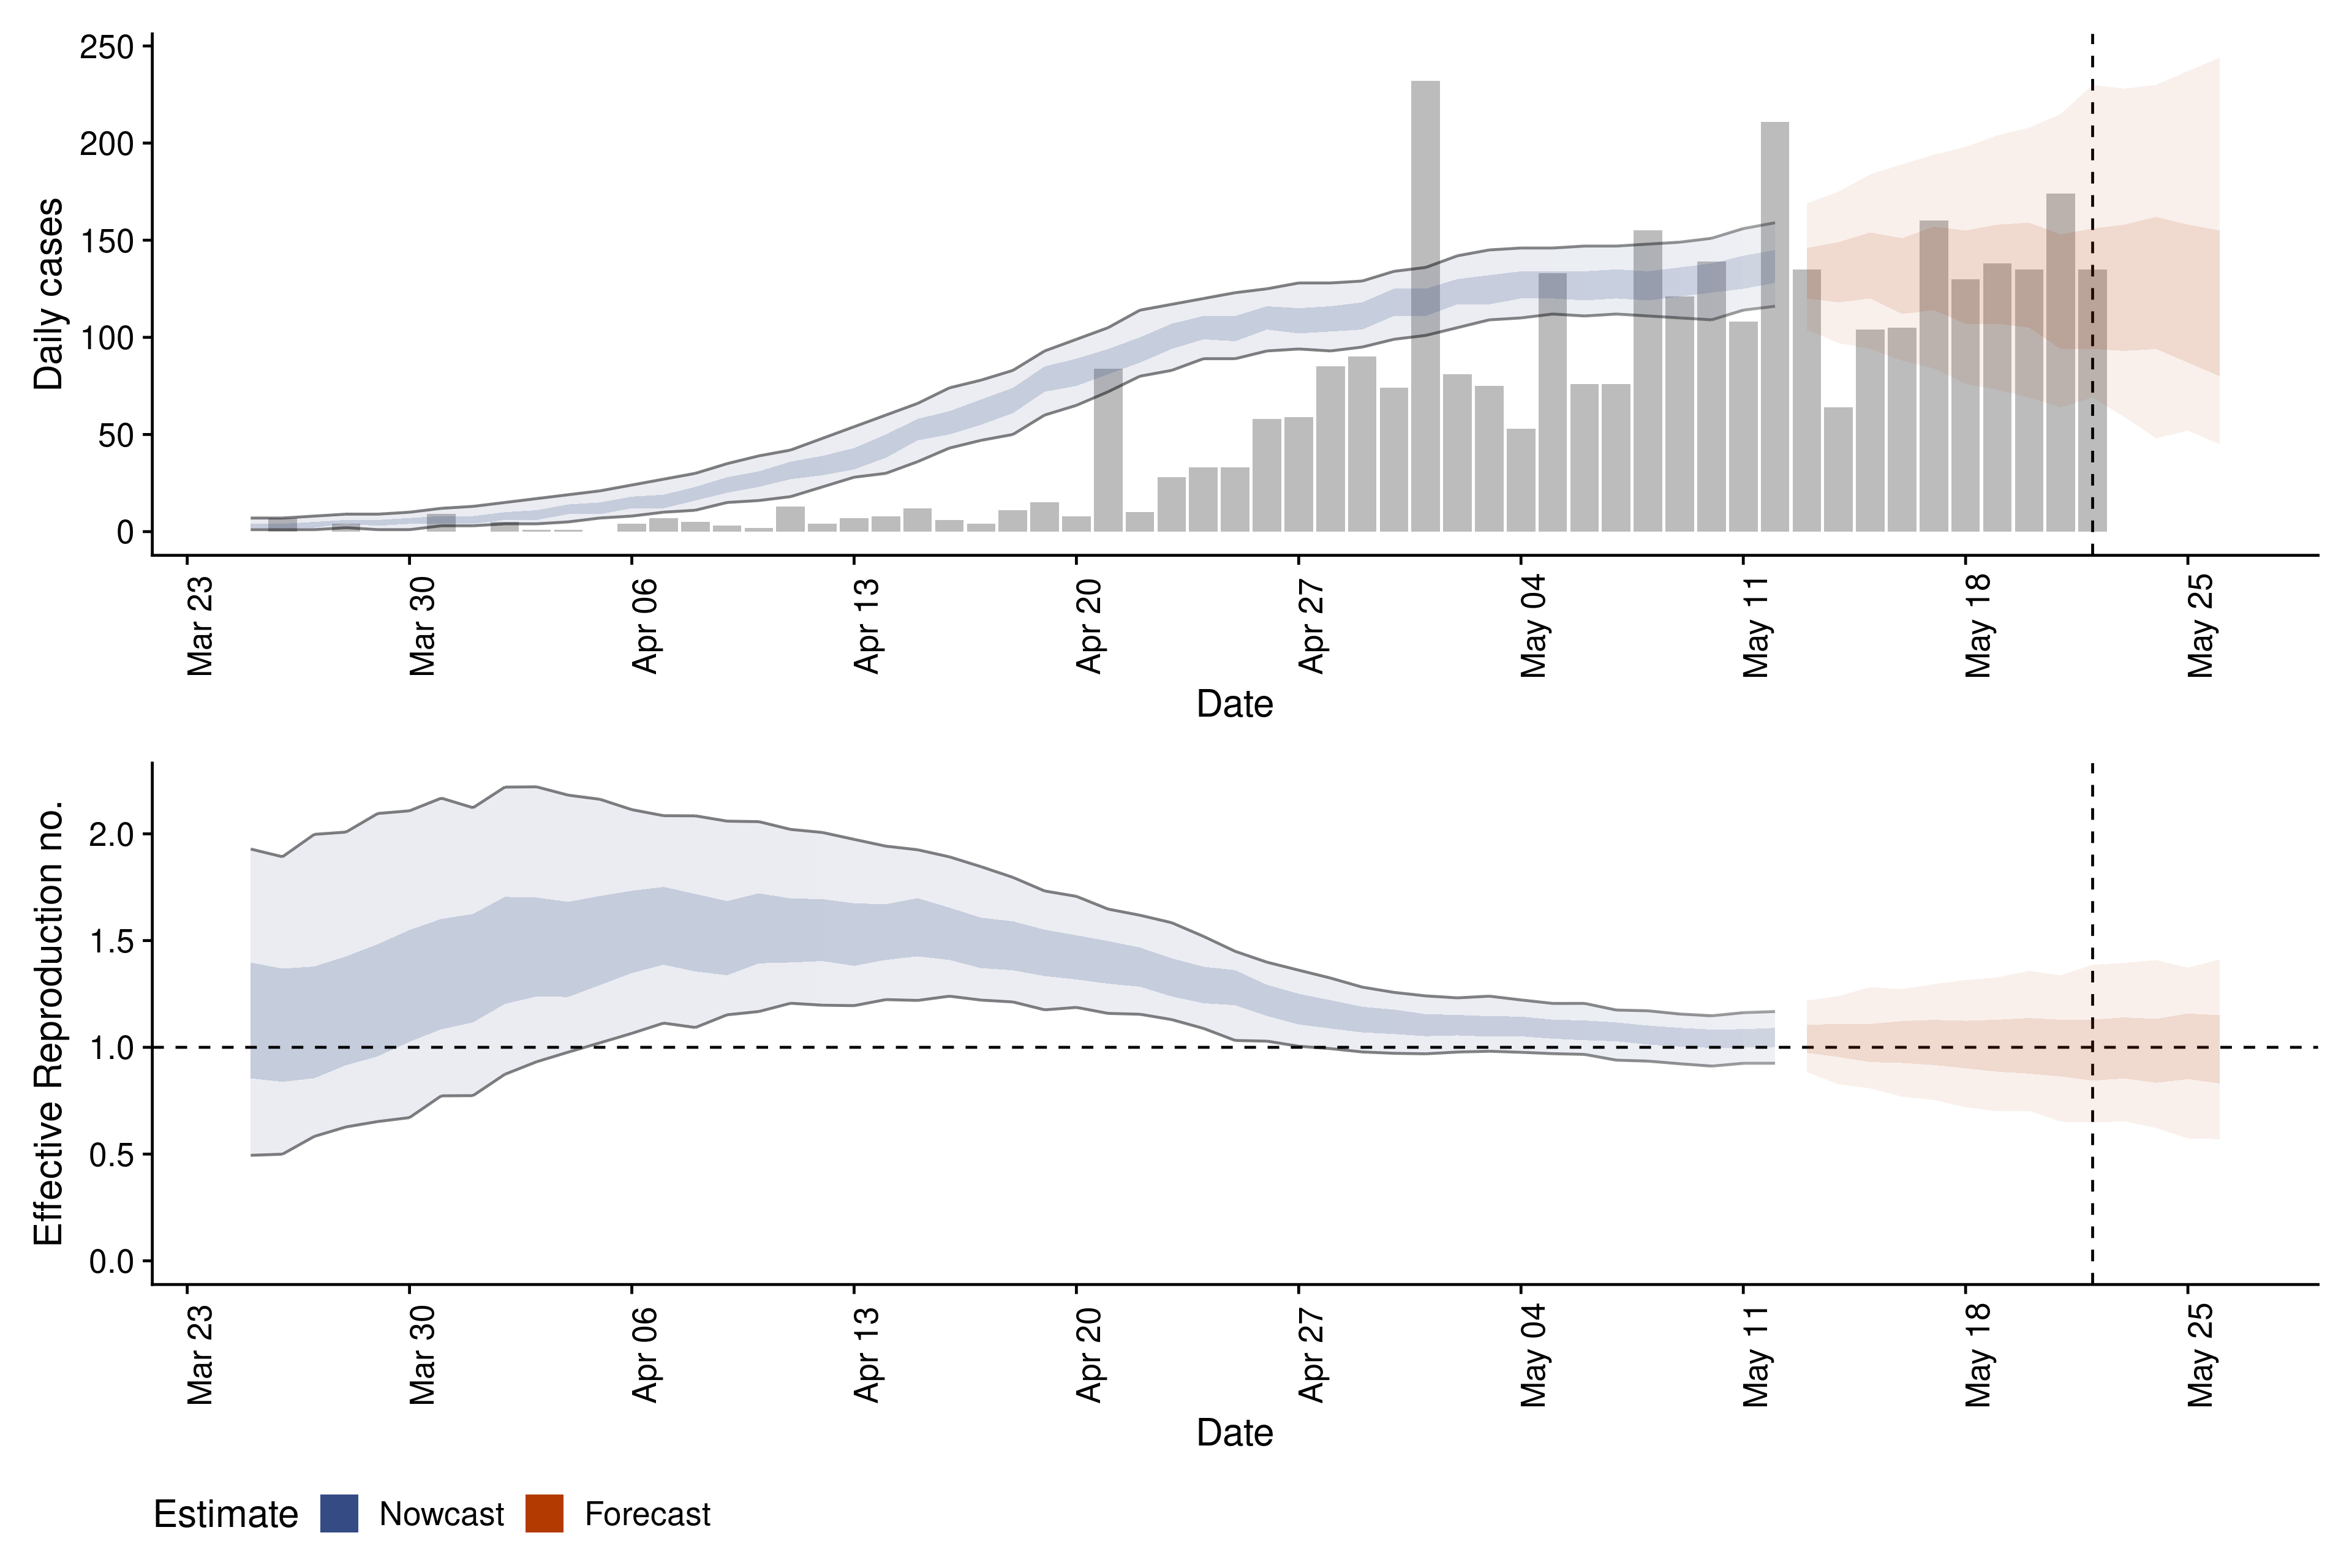 Daily cases
250
200
150
100
50
0
Mar 23
Mar 30
Apr 06
Apr 13
Apr 20
Apr 27
May 04
May 11
May 18
May 25
Date
Effective Reproduction no.
2.0
1.5
1.0
0.5
0.0
Mar 23
Mar 30
Apr 06
Apr 13
Apr 20
Apr 27
May 04
May 11
May 18
May 25
Date
Estimate Nowcast Forecast